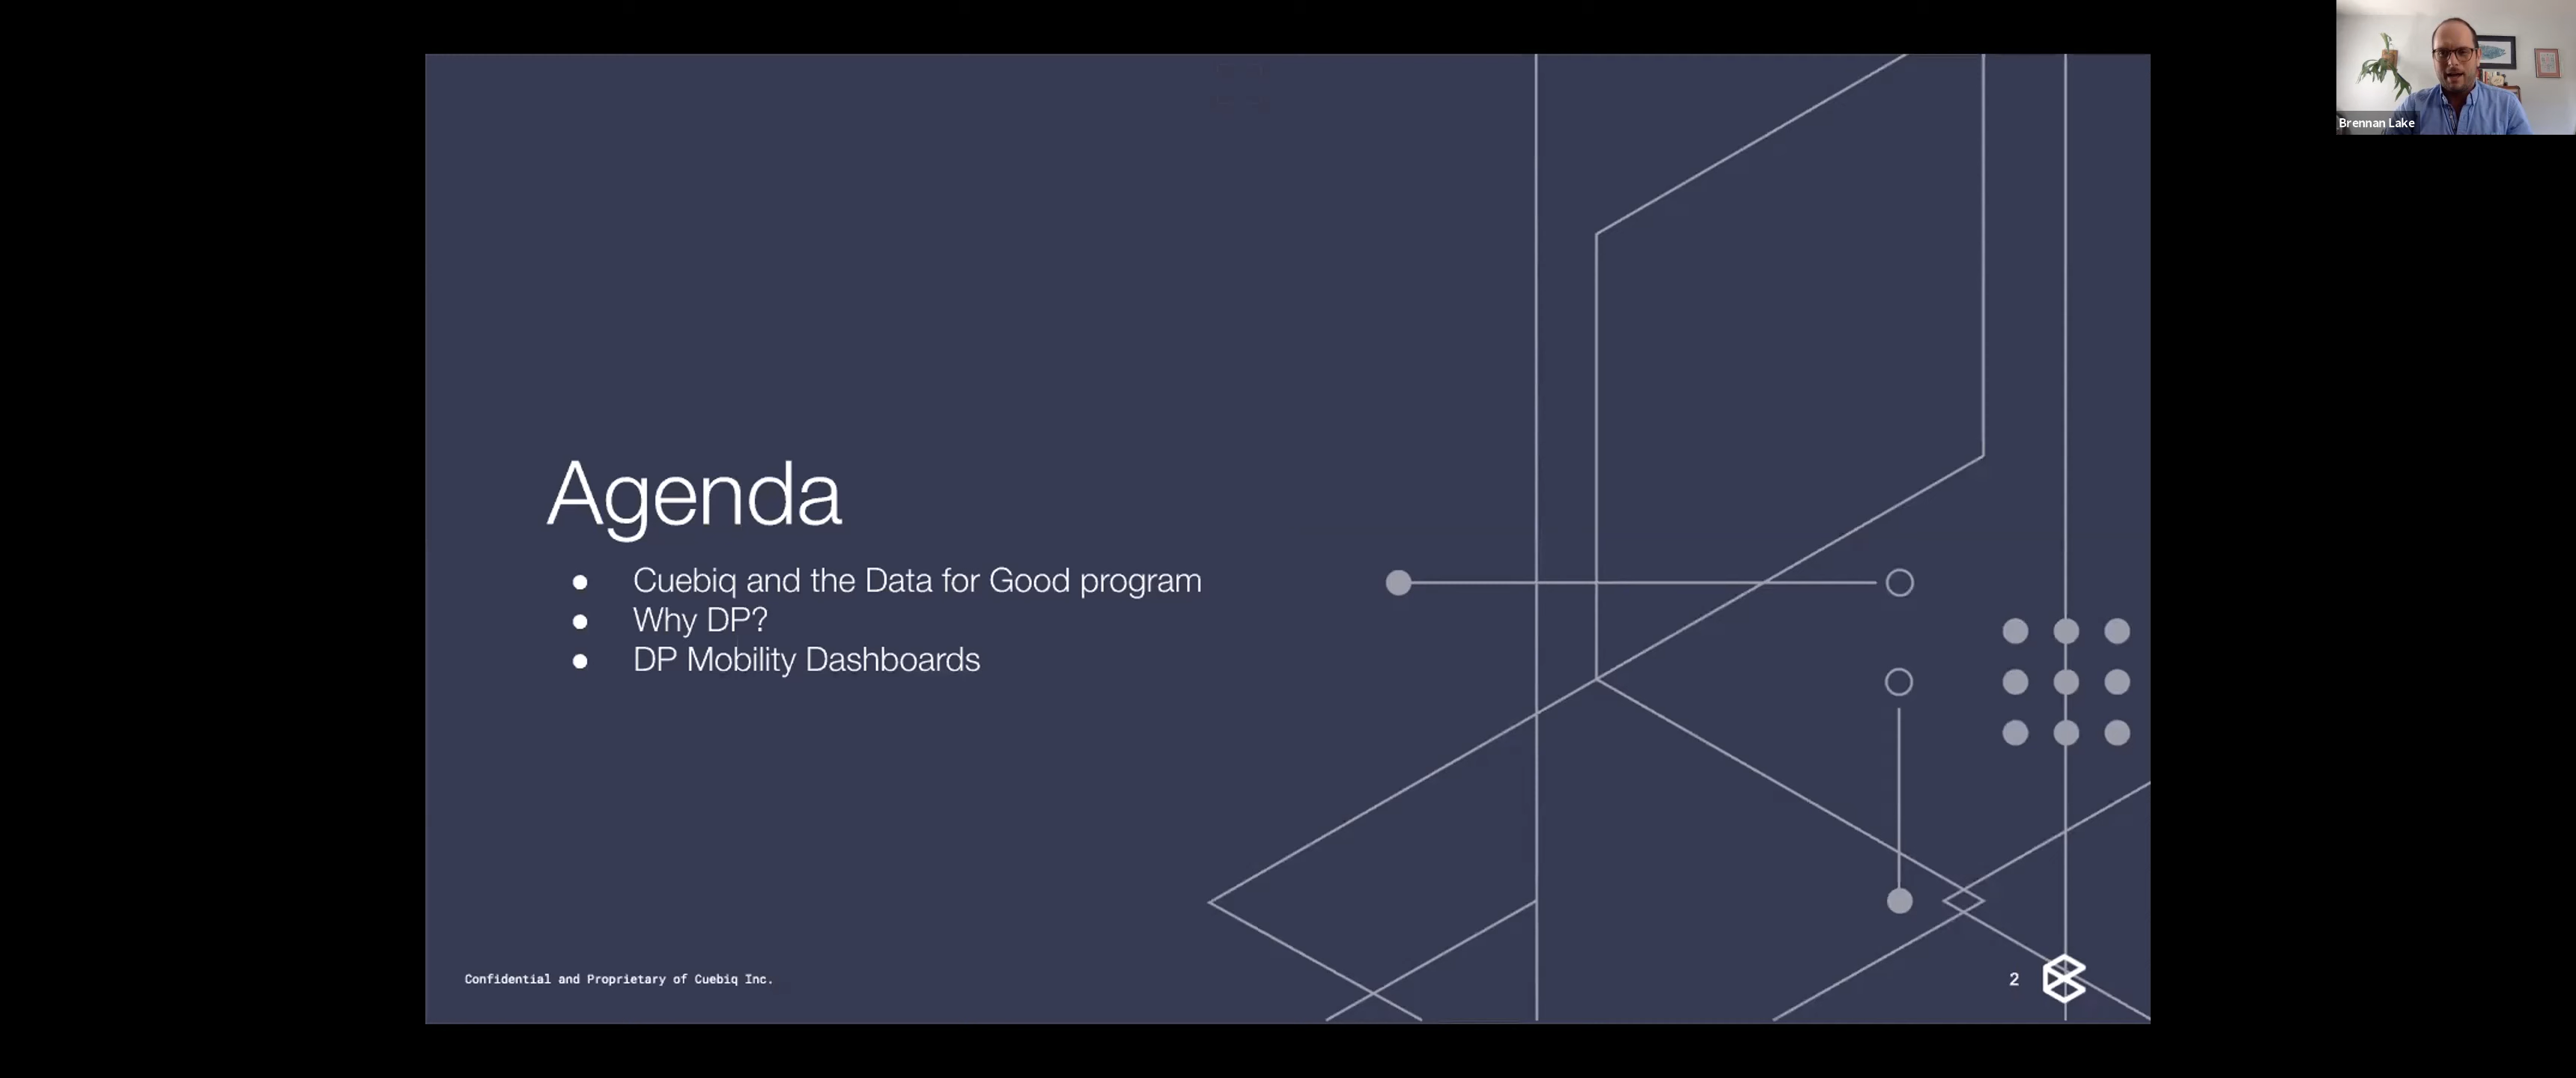 Brennan Lake
Agenda
● Cuebiq and the Data for Good program
● Why DP?
● DP Mobility Dashboards
Confidential and Proprietary of Cuebiq Inc.
2